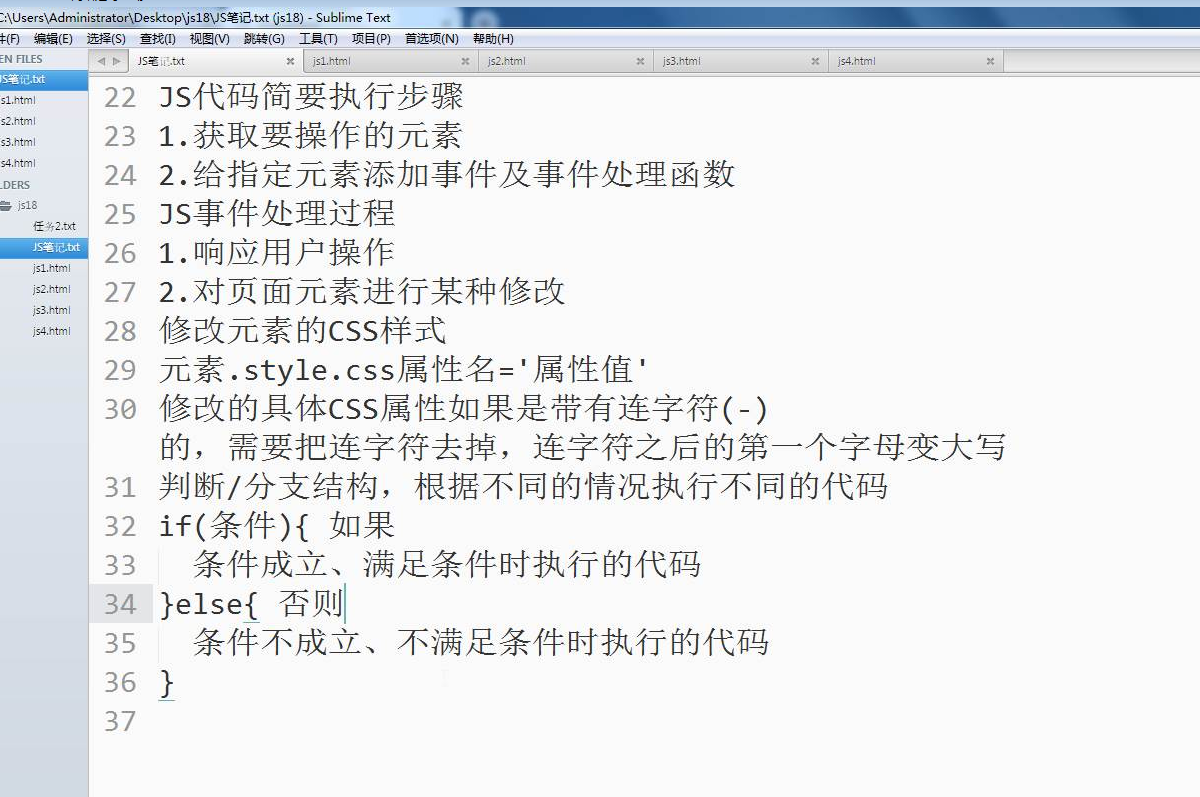 C:\Users\Administrator\Desktop\js18\JS笔记.txt (js18) - Sublime Text
件(F) 编辑(E) 选择(S) 查找(I) 视图(V) 跳转(G) 工具(T) 项目(P) 首选项(N) 帮助(H)
EN FILES
JS笔记.txt
s1.html
s2.html
s3.html
s4.html
LDERS
js18
任务2.txt
JS笔记.txt
js1.html
js2.html
js3.html
js4.html
JS笔记.txt js1.html js2.html js3.html js4.html
22 JS代码简要执行步骤
23 1.获取要操作的元素
24 2.给指定元素添加事件及事件处理函数
25 JS事件处理过程
26 1.响应用户操作
27 2.对页面元素进行某种修改
28 修改元素的CSS样式
29 元素.style.css属性名='属性值'
30 修改的具体CSS属性如果是带有连字符(-)
的，需要把连字符去掉，连字符之后的第一个字母变大写
31 判断/分支结构，根据不同的情况执行不同的代码
32 if(条件){ 如果
33 条件成立、满足条件时执行的代码
34 }else{ 否则
35 条件不成立、不满足条件时执行的代码
36 }
37